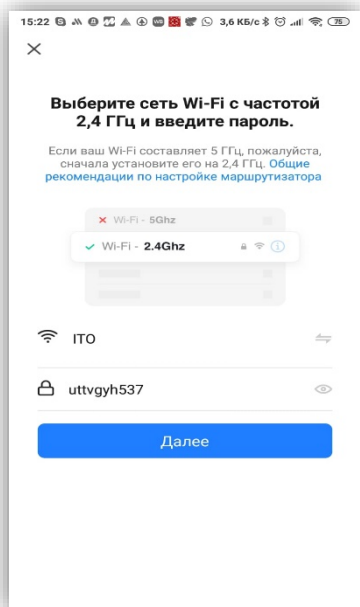 15:22 3,6 КБ/с 75
Выберите сеть Wi-Fi с частотой
2,4 ГГц и введите пароль.
Если ваш Wi-Fi составляет 5 ГГц, пожалуйста,
сначала установите его на 2,4 ГГц. Общие
рекомендации по настройке маршрутизатора
Wi-Fi - 5Ghz
Wi-Fi - 2.4Ghz
ITO
uttvgyh537
Далее